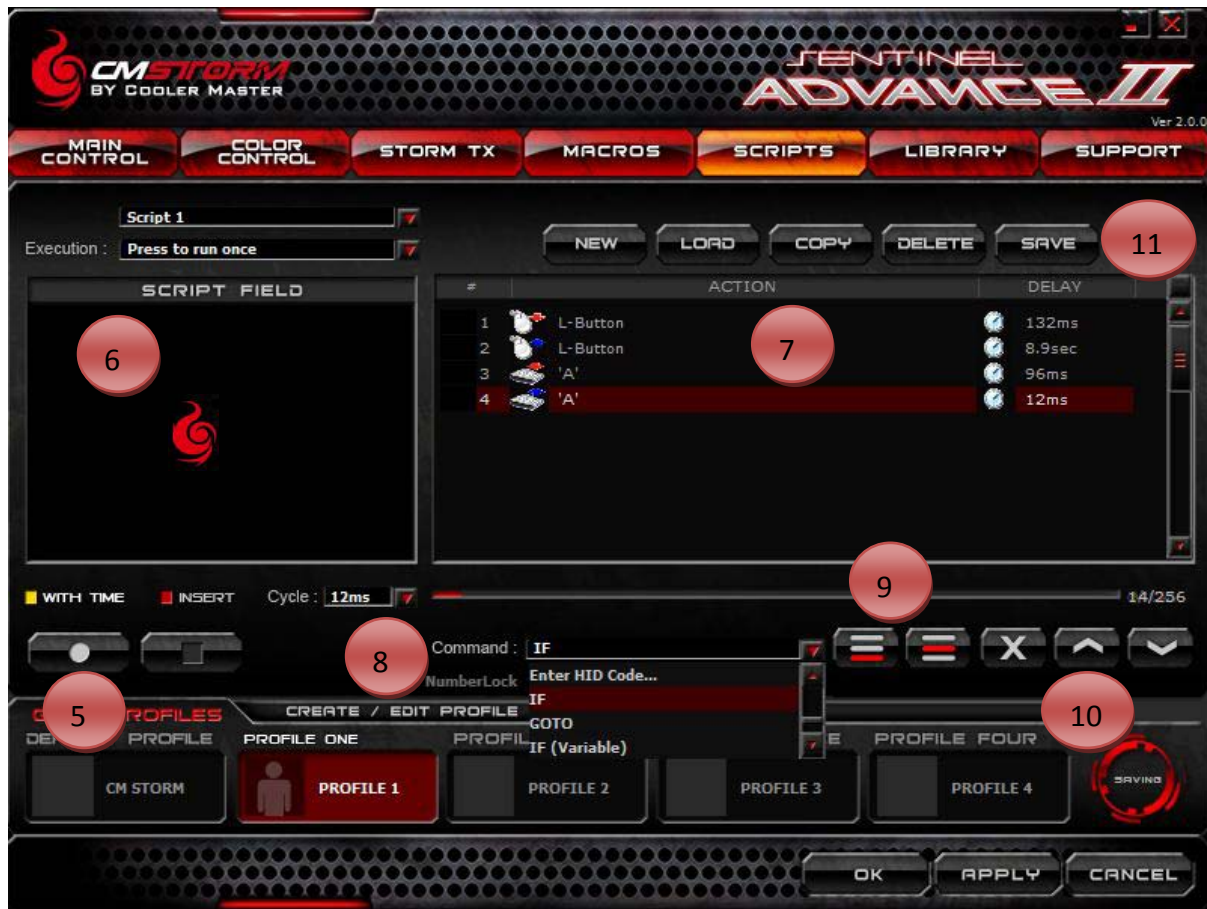 CMSTORM
BY COOLER MASTER
SENTINEL
ADVANCE II
Ver 2.0.0
MAIN CONTROL
COLOR CONTROL
STORM TX
MACROS
SCRIPTS
LIBRARY
SUPPORT
Script 1
Execution : Press to run once
NEW LOAD COPY DELETE SAVE 11
SCRIPT FIELD
# ACTION DELAY
1 L-Button 132ms
2 L-Button 8.9sec
3 'A' 96ms
4 'A' 12ms
6
7
WITH TIME INSERT Cycle : 12ms 14/256
9
8
Command : IF
X
NumberLock
Enter HID Code...
IF
GOTO
IF (Variable)
5
PROFILES
CREATE / EDIT PROFILE
10
PROFILE PROFILE ONE PROFILE FOUR
CM STORM PROFILE 1 PROFILE 2 PROFILE 3 PROFILE 4
SAVING
OK APPLY CANCEL